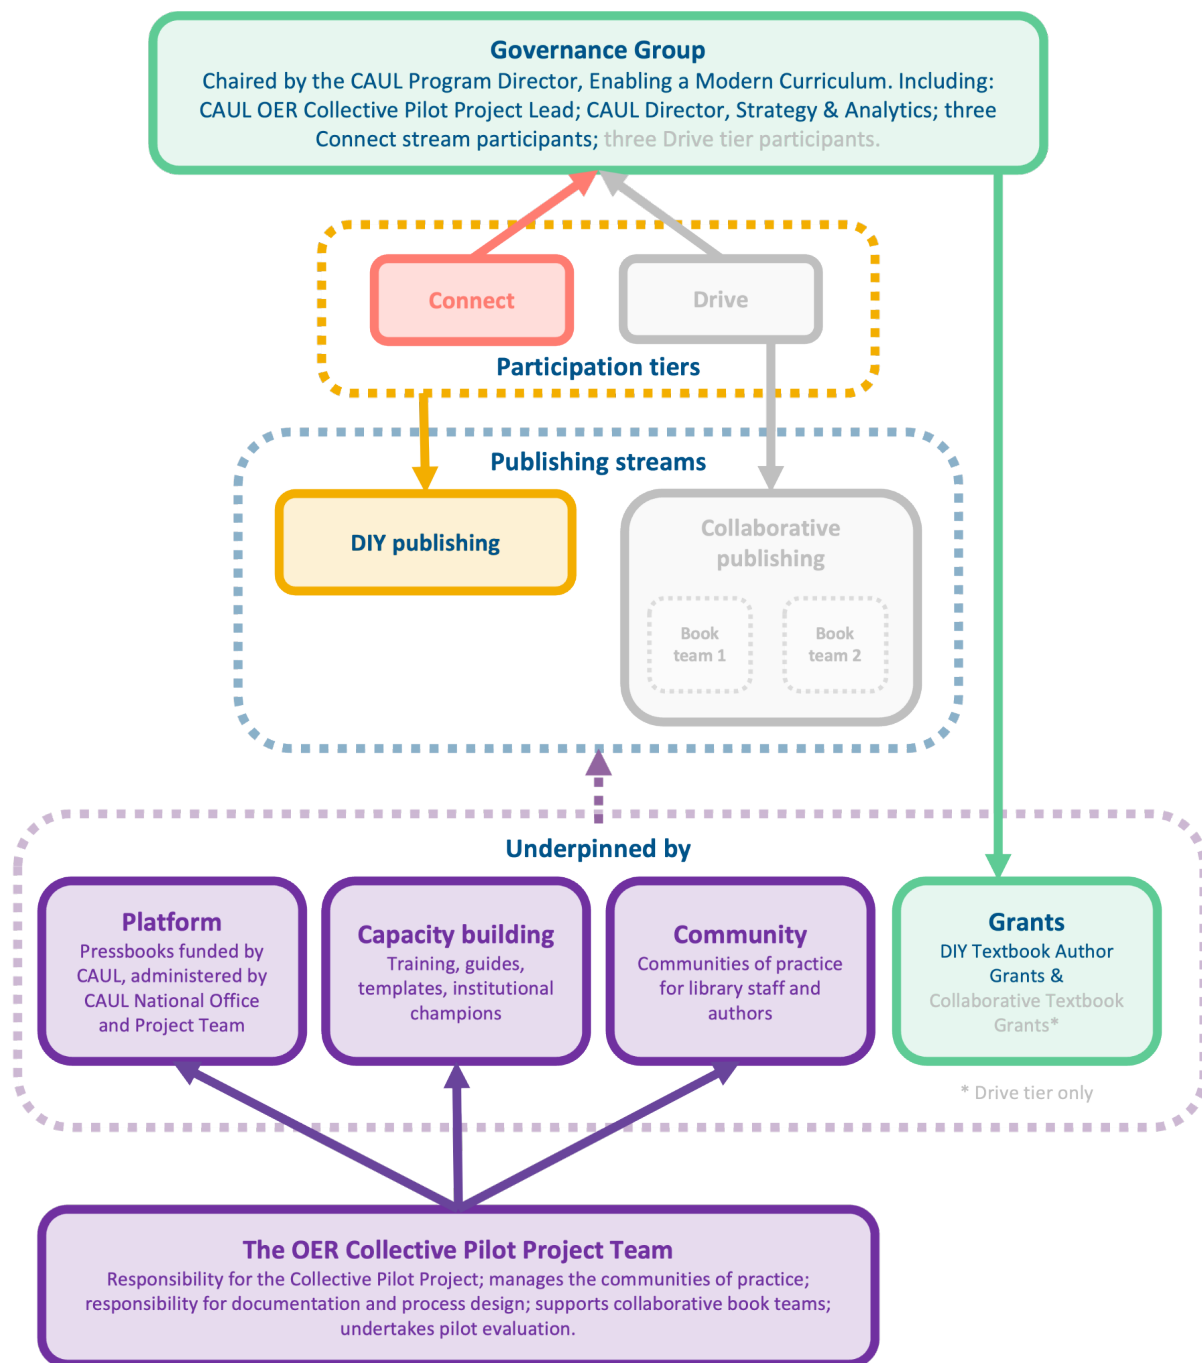 Governance Group
Chaired by the CAUL Program Director, Enabling a Modern Curriculum. Including:
CAUL OER Collective Pilot Project Lead; CAUL Director, Strategy & Analytics; three
Connect stream participants; three Drive tier participants.
Connect
Drive
Participation tiers
Publishing streams
DIY publishing
Collaborative
publishing
Book
team 1
Book
team 2
Underpinned by
Platform
Pressbooks funded by
CAUL, administered by
CAUL National Office
and Project Team
Capacity building
Training, guides,
templates, institutional
champions
Community
Communities of practice
for library staff and
authors
Grants
DIY Textbook Author
Grants &
Collaborative Textbook
Grants*
* Drive tier only
The OER Collective Pilot Project Team
Responsibility for the Collective Pilot Project; manages the communities of practice;
responsibility for documentation and process design; supports collaborative book teams;
undertakes pilot evaluation.